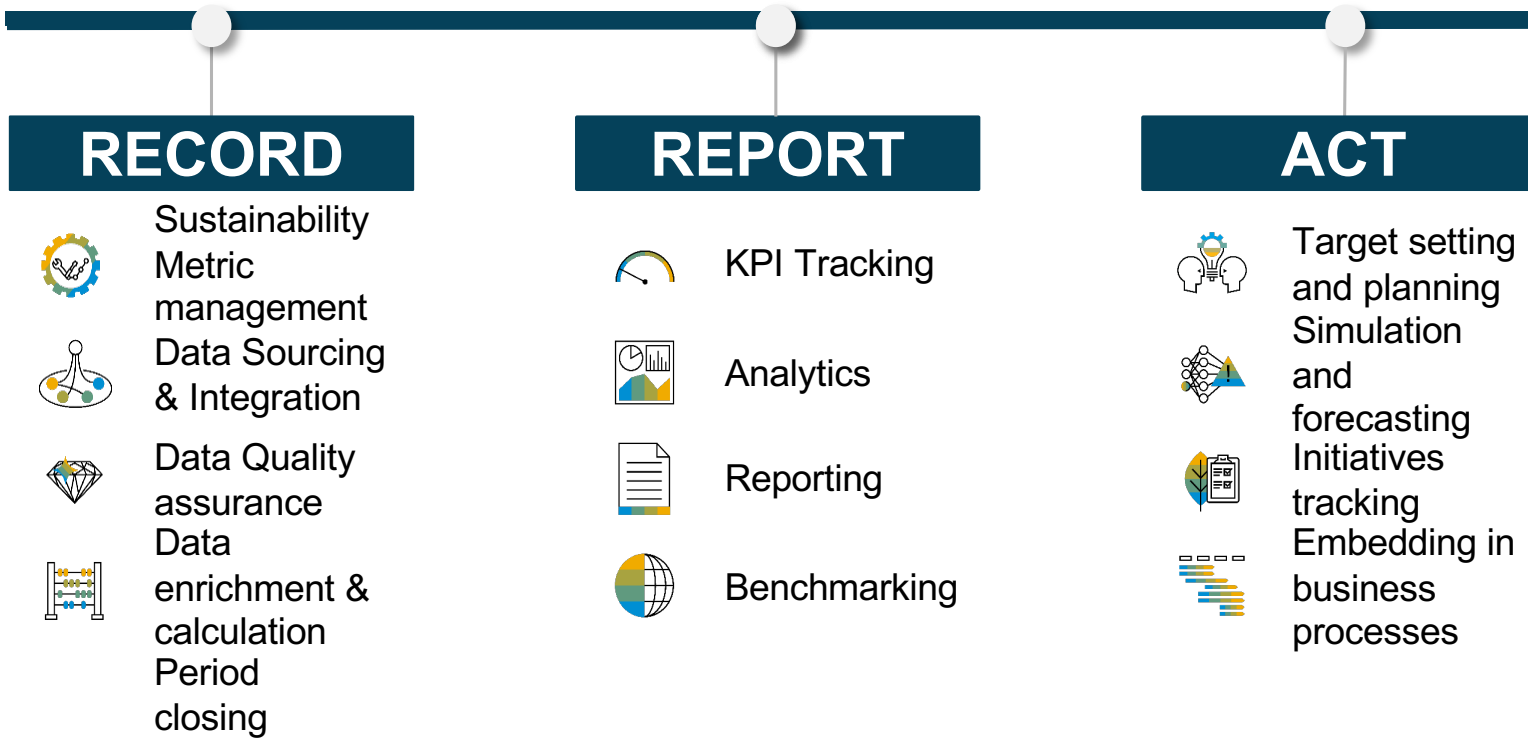 RECORD
Sustainability
Metric
management
Data Sourcing
& Integration
Data Quality
assurance
Data
enrichment &
calculation
Period
closing
REPORT
KPI Tracking
Analytics
Reporting
Benchmarking
ACT
Target setting
and planning
Simulation
and
forecasting
Initiatives
tracking
Embedding in
business
processes